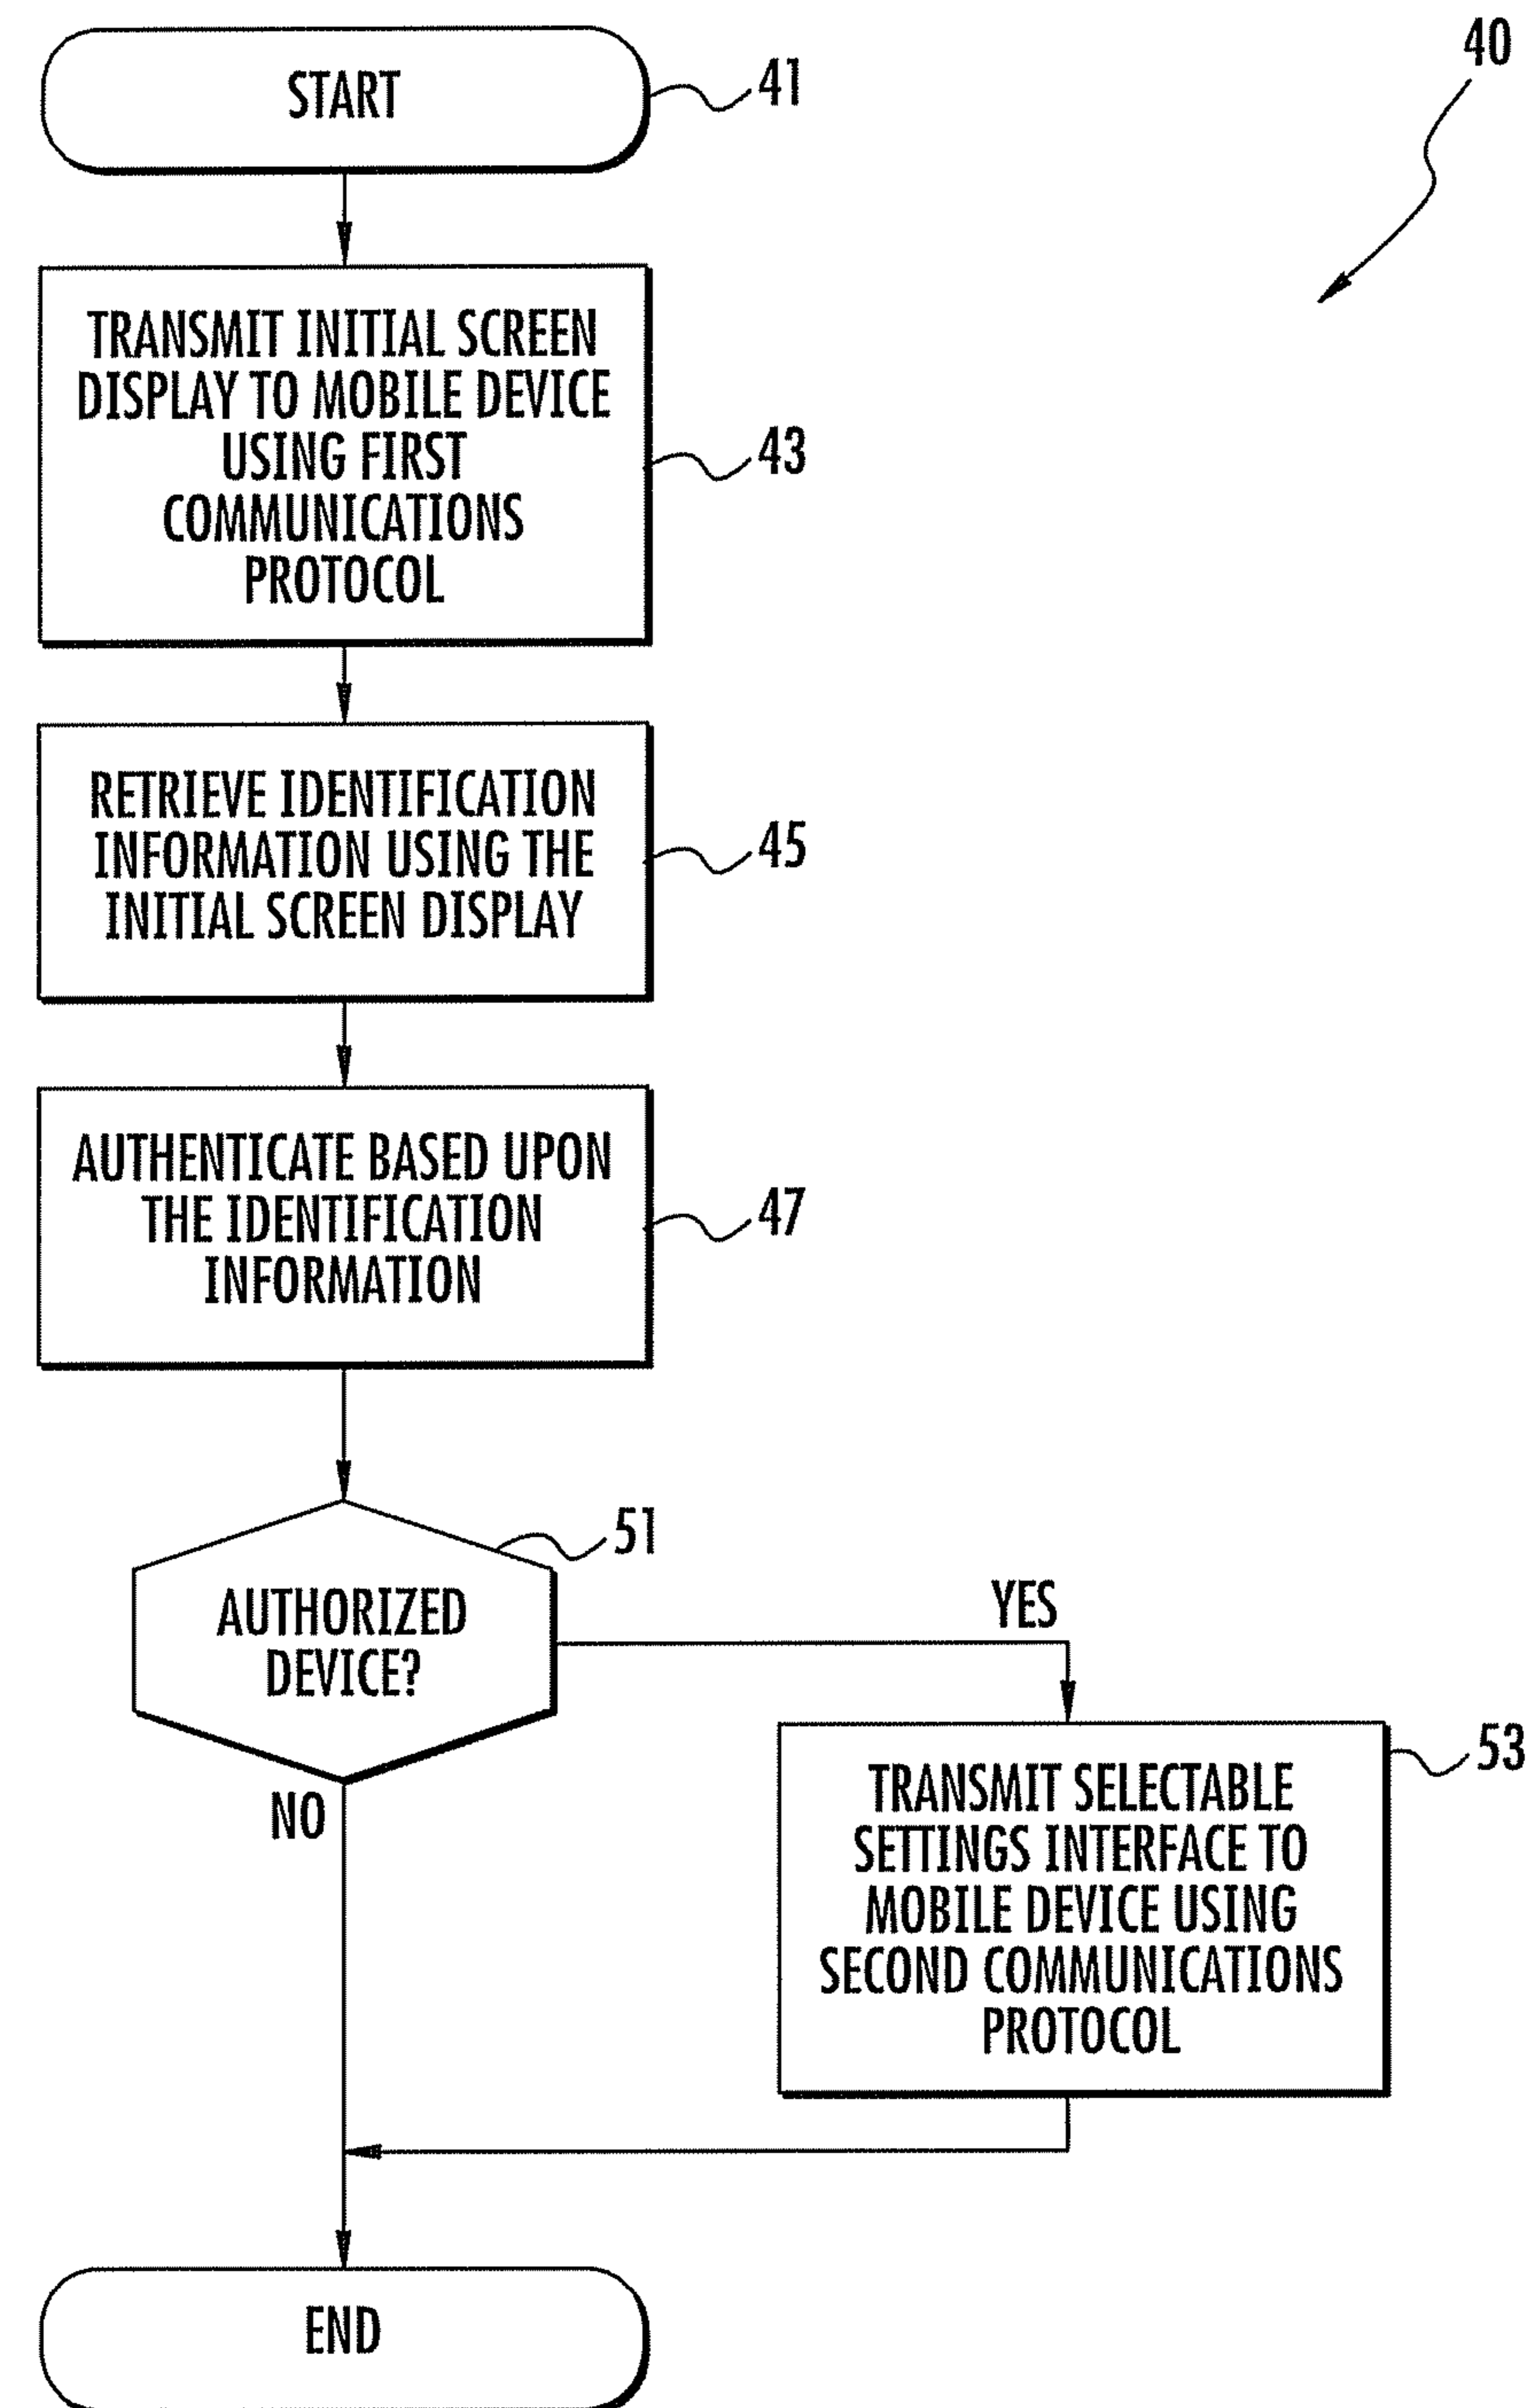 40
START
41
TRANSMIT INITIAL SCREEN
DISPLAY TO MOBILE DEVICE
USING FIRST
COMMUNICATIONS
PROTOCOL
43
RETRIEVE IDENTIFICATION
INFORMATION USING THE
INITIAL SCREEN DISPLAY
45
AUTHENTICATE BASED UPON
THE IDENTIFICATION
INFORMATION
47
51
AUTHORIZED
DEVICE?
YES
NO
53
TRANSMIT SELECTABLE
SETTINGS INTERFACE TO
MOBILE DEVICE USING
SECOND COMMUNICATIONS
PROTOCOL
END